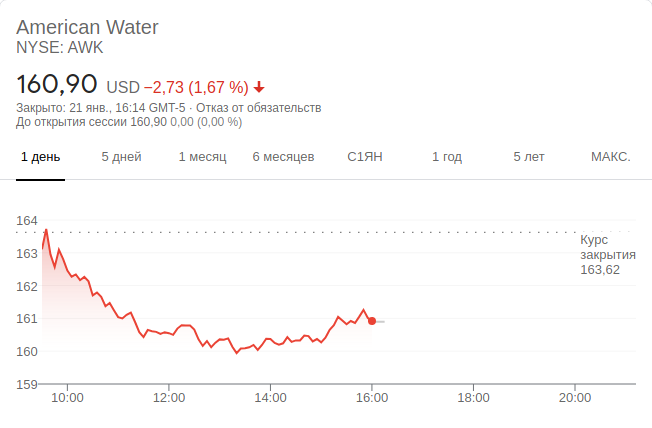 American Water
NYSE: AWK
160,90 USD −2,73 (1,67 %)
Закрыто: 21 янв., 16:14 GMT-5 · Отказ от обязательств
До открытия сессии 160,90 0,00 (0,00 %)
1 день 5 дней 1 месяц 6 месяцев С1ЯН 1 год 5 лет МАКС.
164
Курс
163
закрытия
163,62
162
161
160
159
10:00 12:00 14:00 16:00 18:00 20:00